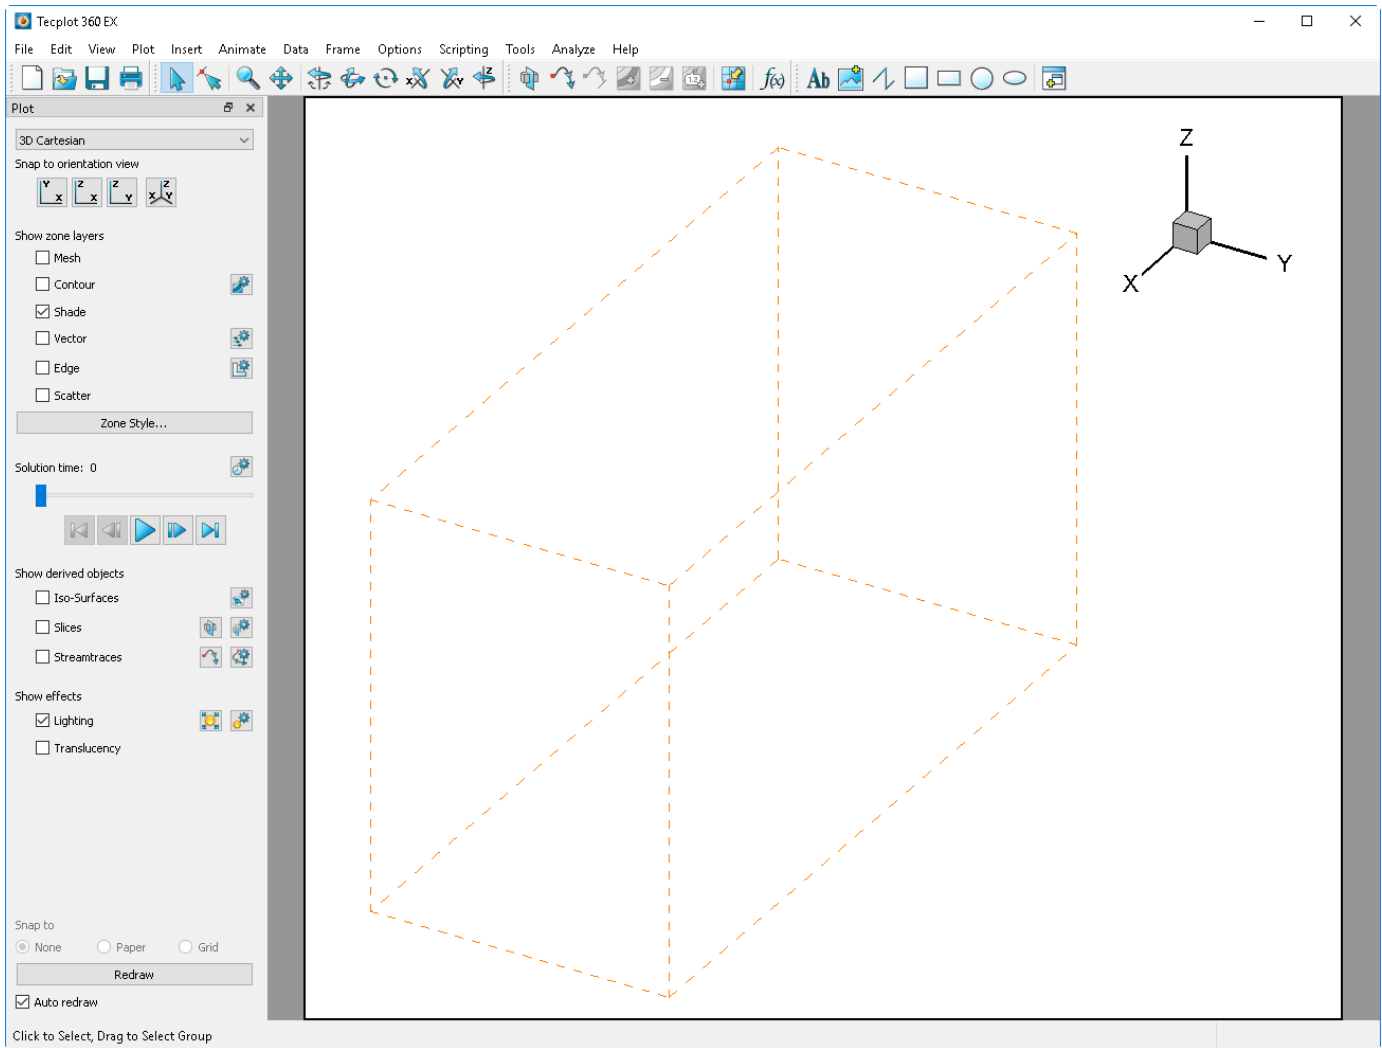 Tecplot 360 EX
File Edit View Plot Insert Animate Data Frame Options Scripting Tools Analyze Help
Ab
Plot
3D Cartesian
Snap to orientation view
Y X Z X Z Y X Z Y
Show zone layers
Mesh
Contour
Shade
Vector
Edge
Scatter
Zone Style...
Solution time: 0
Show derived objects
Iso-Surfaces
Slices
Streamtraces
Show effects
Lighting
Translucency
Snap to
None Paper Grid
Redraw
Auto redraw
Click to Select, Drag to Select Group
Z
X
Y